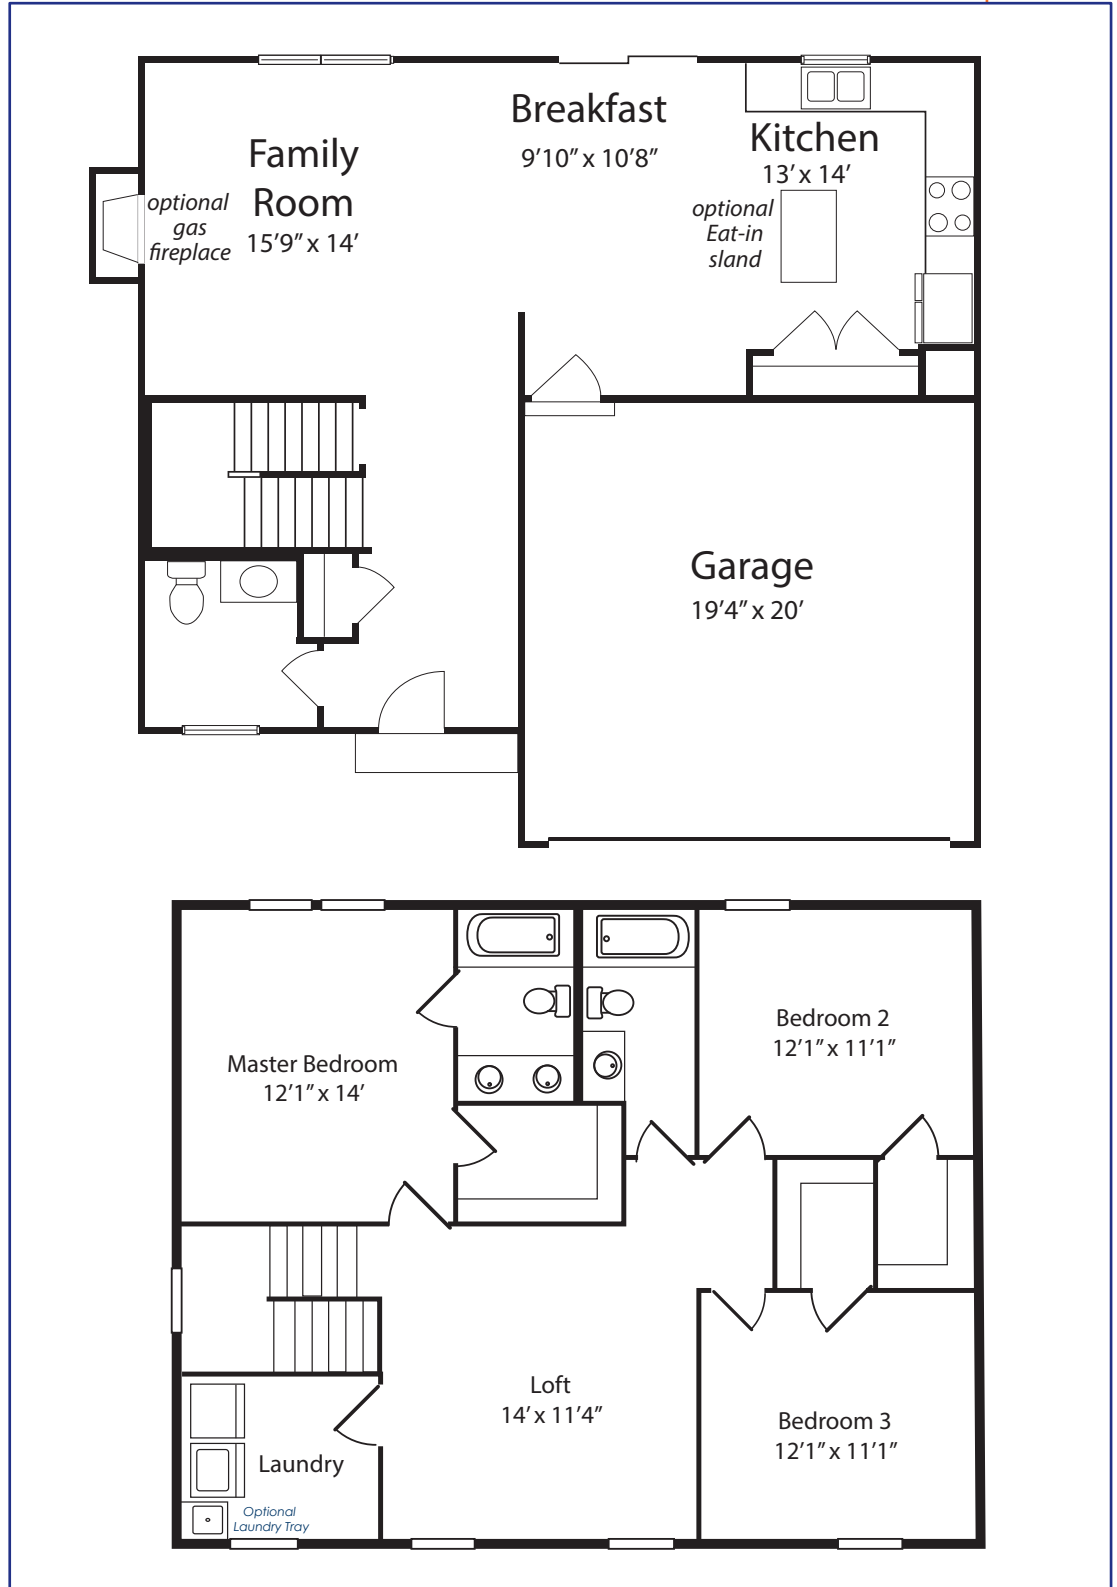 Family
Room
15’9” x 14’
optional
gas
fireplace
Breakfast
9’10” x 10’8”
Kitchen
13’ x 14’
optional
Eat-in
sland
Garage
19’4” x 20’
Master Bedroom
12’1” x 14’
Bedroom 2
12’1” x 11’1”
Loft
14’ x 11’4”
Bedroom 3
12’1” x 11’1”
Laundry
Optional
Laundry Tray